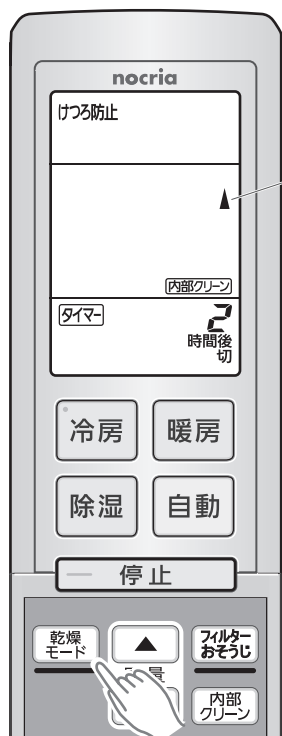 nocria
けつろ防止
内部クリーン
タイマー
2
時間後
切
冷房
暖房
除湿
自動
停止
乾燥
モード
▲
フィルター
おそうじ
量
内部
クリーン